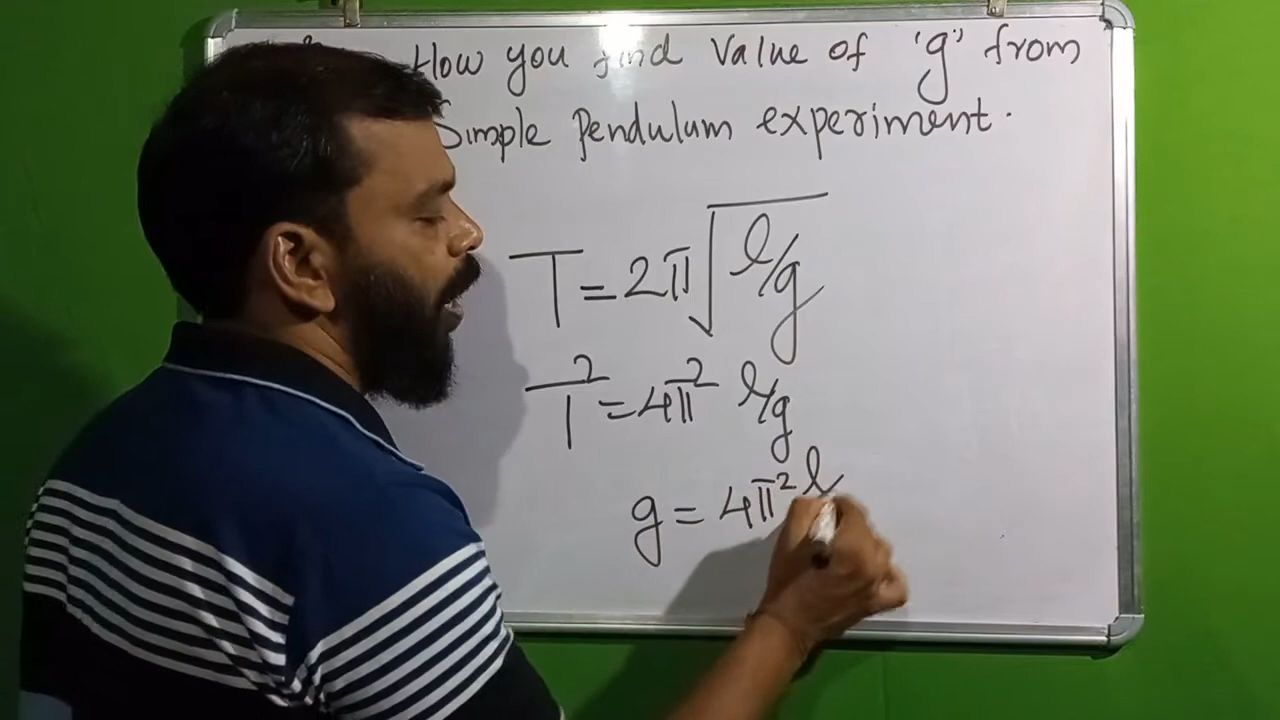 How you find Value of 'g' from
Simple Pendulum experiment.
T = 2π√l/g
T² = 4π² l/g
g = 4π² l